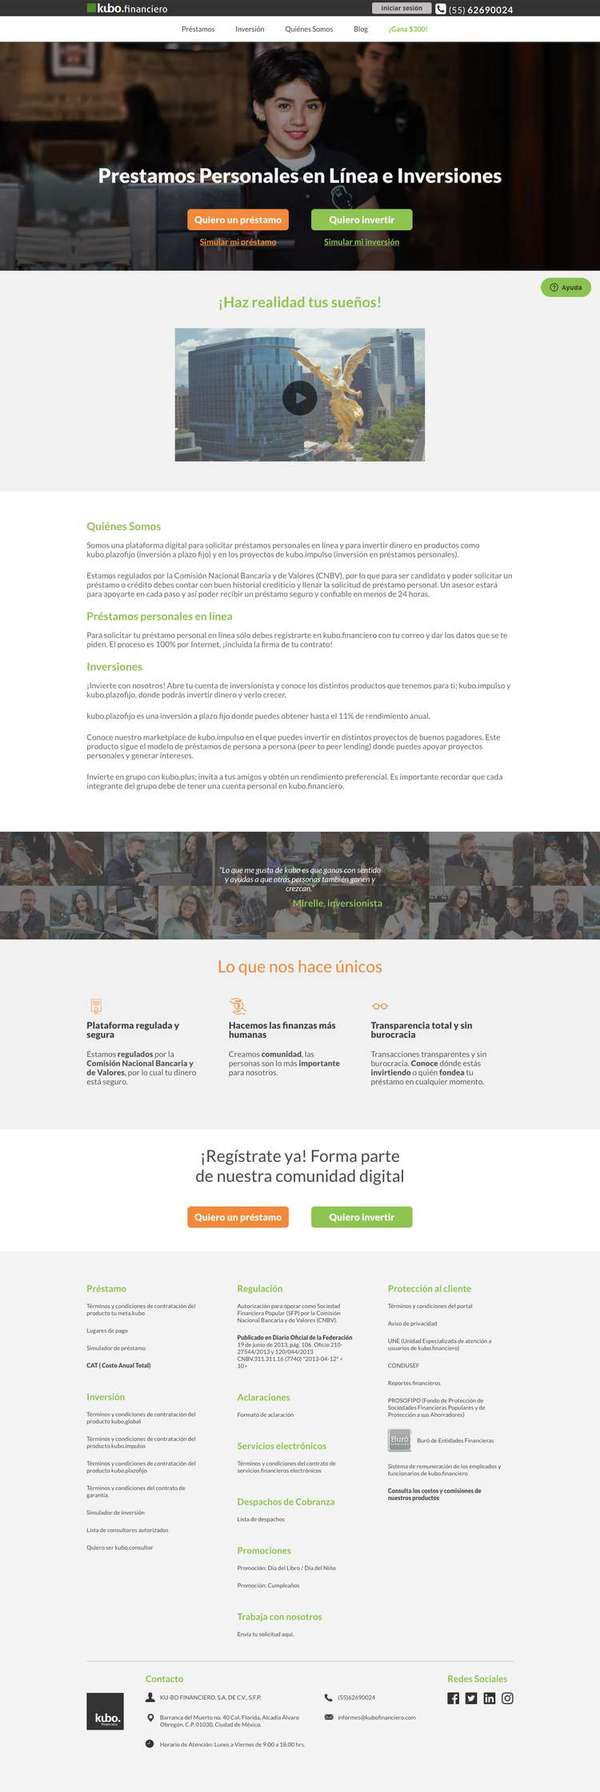 kubo.financiero
Iniciar sesión
(55) 62690024
Préstamos
Inversión
Quiénes Somos
Blog
¡Gana $300!
Prestamos Personales en Línea e Inversiones
Quiero un préstamo
Quiero invertir
Simular mi préstamo
Simular mi inversión
Ayuda
¡Haz realidad tus sueños!
Quiénes Somos
Somos una plataforma digital para solicitar préstamos personales en línea y para invertir dinero en productos como
kubo.plazofijo (inversión a plazo fijo) y en los proyectos de kubo.impulso (inversión en préstamos personales).
Estamos regulados por la Comisión Nacional Bancaria y de Valores (CNBV), por lo que para ser candidato y poder solicitar un
préstamo o crédito debes contar con buen historial crediticio y llenar la solicitud de préstamo personal. Un asesor estará
para apoyarte en cada paso y así poder recibir un préstamo seguro y confiable en menos de 24 horas.
Préstamos personales en línea
Para solicitar tu préstamo personal en línea sólo debes registrarte en kubo.financiero con tu correo y dar los datos que se te
piden. El proceso es 100% por Internet, ¡incluida la firma de tu contrato!
Inversiones
¡Invierte con nosotros! Abre tu cuenta de inversionista y conoce los distintos productos que tenemos para ti; kubo.impulso y
kubo.plazofijo, donde podrás invertir dinero y verlo crecer.
kubo.plazofijo es una inversión a plazo fijo donde puedes obtener hasta el 11% de rendimiento anual.
Conoce nuestro marketplace de kubo.impulso en el que puedes invertir en distintos proyectos de buenos pagadores. Este
producto sigue el modelo de préstamos de persona a persona (peer to peer lending) donde puedes apoyar proyectos
personales y generar intereses.
Invierte en grupo con kubo.plus; invita a tus amigos y obtén un rendimiento preferencial. Es importante recordar que cada
integrante del grupo debe de tener una cuenta personal en kubo.financiero.
"Lo que me gusta de kubo es que ganas con sentido
y ayudas a que otras personas también ganen y
crezcan."
Mirelle, inversionista
Lo que nos hace únicos
Plataforma regulada y
segura
Estamos regulados por la
Comisión Nacional Bancaria y
de Valores, por lo cual tu dinero
está seguro.
Hacemos las finanzas más
humanas
Creamos comunidad, las
personas son lo más importante
para nosotros.
Transparencia total y sin
burocracia
Transacciones transparentes y sin
burocracia. Conoce dónde estás
invirtiendo o quién fondea tu
préstamo en cualquier momento.
¡Regístrate ya! Forma parte
de nuestra comunidad digital
Quiero un préstamo
Quiero invertir
Préstamo
Términos y condiciones de contratación del
producto tu meta.kubo
Lugares de pago
Simulador de préstamo
CAT ( Costo Anual Total)
Inversión
Términos y condiciones de contratación del
producto kubo.global
Términos y condiciones de contratación del
producto kubo.impulso
Términos y condiciones de contratación del
producto kubo.plazofijo
Términos y condiciones del contrato de
garantía.
Simulador de inversión
Lista de consultores autorizados
Quiero ser kubo.consultor
Regulación
Autorización para operar como Sociedad
Financiera Popular (SFP) por la Comisión
Nacional Bancaria y de Valores (CNBV).
Publicado en Diario Oficial de la Federación
19 de junio de 2013, pág. 106. Oficio 210-
27544/2013 y 120/044/2013
CNBV.311.311.16 (7740) "2013-04-12" <
10>
Aclaraciones
Formato de aclaración
Servicios electrónicos
Términos y condiciones del contrato de
servicios financieros electrónicos
Despachos de Cobranza
Lista de despachos
Promociones
Promoción: Día del Libro / Día del Niño
Promoción: Cumpleaños
Trabaja con nosotros
Envía tu solicitud aquí.
Protección al cliente
Términos y condiciones del portal
Aviso de privacidad
UNE (Unidad Especializada de atención a
usuarios de kubo.financiero)
CONDUSEF
Reportes financieros
PROSOFIPO (Fondo de Protección de
Sociedades Financieras Populares y de
Protección a sus Ahorradores)
Buró
Buró de Entidades Financieras
Sistema de remuneración de los empleados y
funcionarios de kubo.financiero
Consulta los costos y comisiones de
nuestros productos
kubo.
financiero
Contacto
KU-BO FINANCIERO, S.A. DE C.V., S.F.P.
Barranca del Muerto no. 40 Col: Florida, Alcadía Álvaro
Obregón, C.P. 01030, Ciudad de México.
Horario de Atención: Lunes a Viernes de 9:00 a 18:00 hrs.
(55)62690024
informes@kubofinanciero.com
Redes Sociales